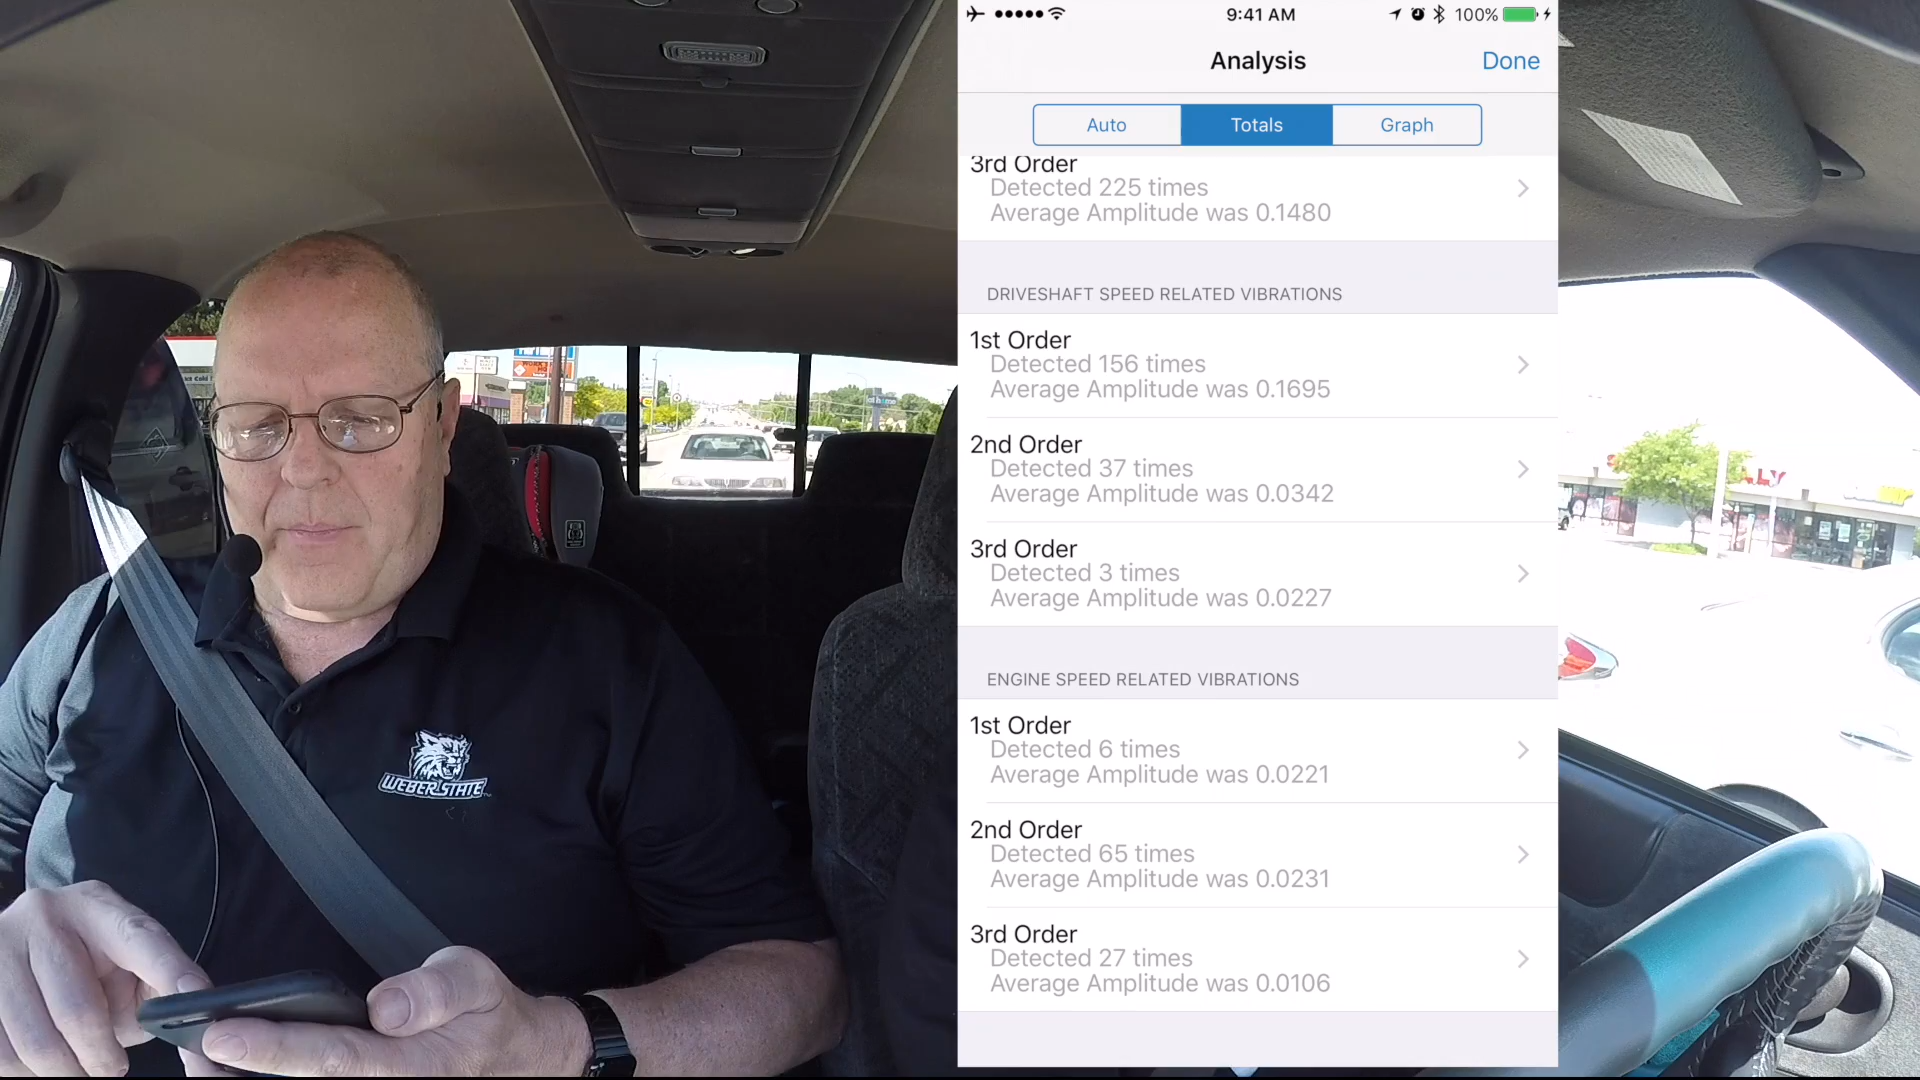 9:41 AM
100%
Analysis
Done
Auto
Totals
Graph
3rd Order
Detected 225 times
Average Amplitude was 0.1480
DRIVESHAFT SPEED RELATED VIBRATIONS
1st Order
Detected 156 times
Average Amplitude was 0.1695
2nd Order
Detected 37 times
Average Amplitude was 0.0342
3rd Order
Detected 3 times
Average Amplitude was 0.0227
ENGINE SPEED RELATED VIBRATIONS
1st Order
Detected 6 times
Average Amplitude was 0.0221
2nd Order
Detected 65 times
Average Amplitude was 0.0231
3rd Order
Detected 27 times
Average Amplitude was 0.0106
WEBER STATE